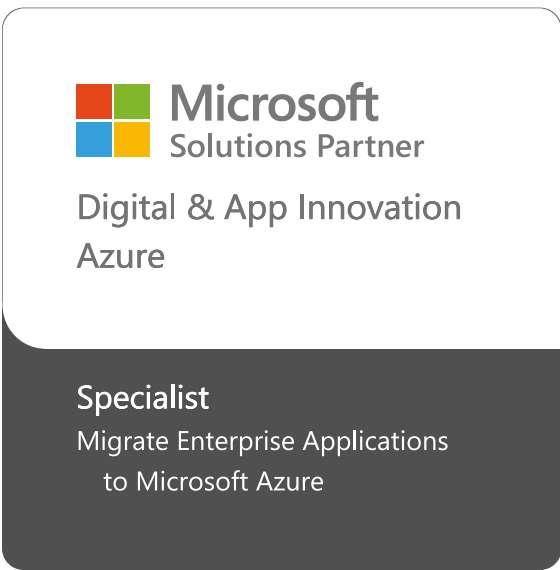 Microsoft
Solutions Partner
Digital & App Innovation
Azure
Specialist
Migrate Enterprise Applications
to Microsoft Azure